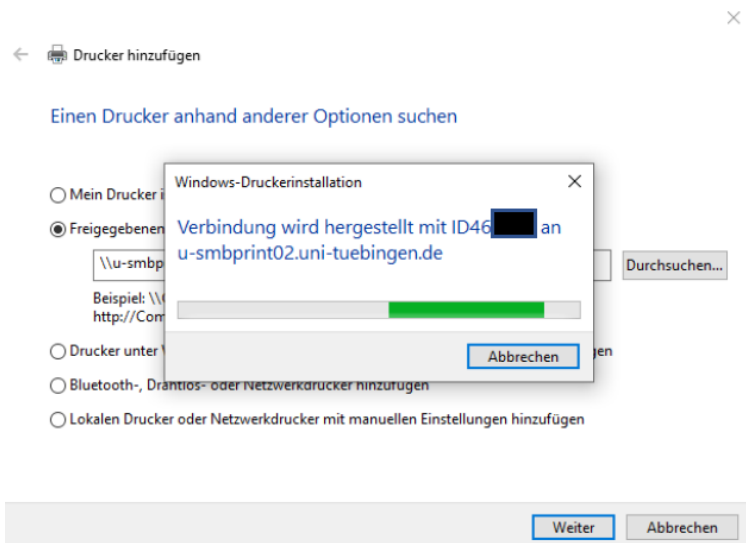 Drucker hinzufügen
Einen Drucker anhand anderer Optionen suchen
Mein Drucker i
Freigegebenen
\\u-smbp
Durchsuchen...
Beispiel: \\
http://Com
Drucker unter
gen
Bluetooth-, Drahtlos- oder Netzwerkdrucker hinzufügen
Lokalen Drucker oder Netzwerkdrucker mit manuellen Einstellungen hinzufügen
Windows-Druckerinstallation
Verbindung wird hergestellt mit ID46 an
u-smbprint02.uni-tuebingen.de
Abbrechen
Weiter
Abbrechen